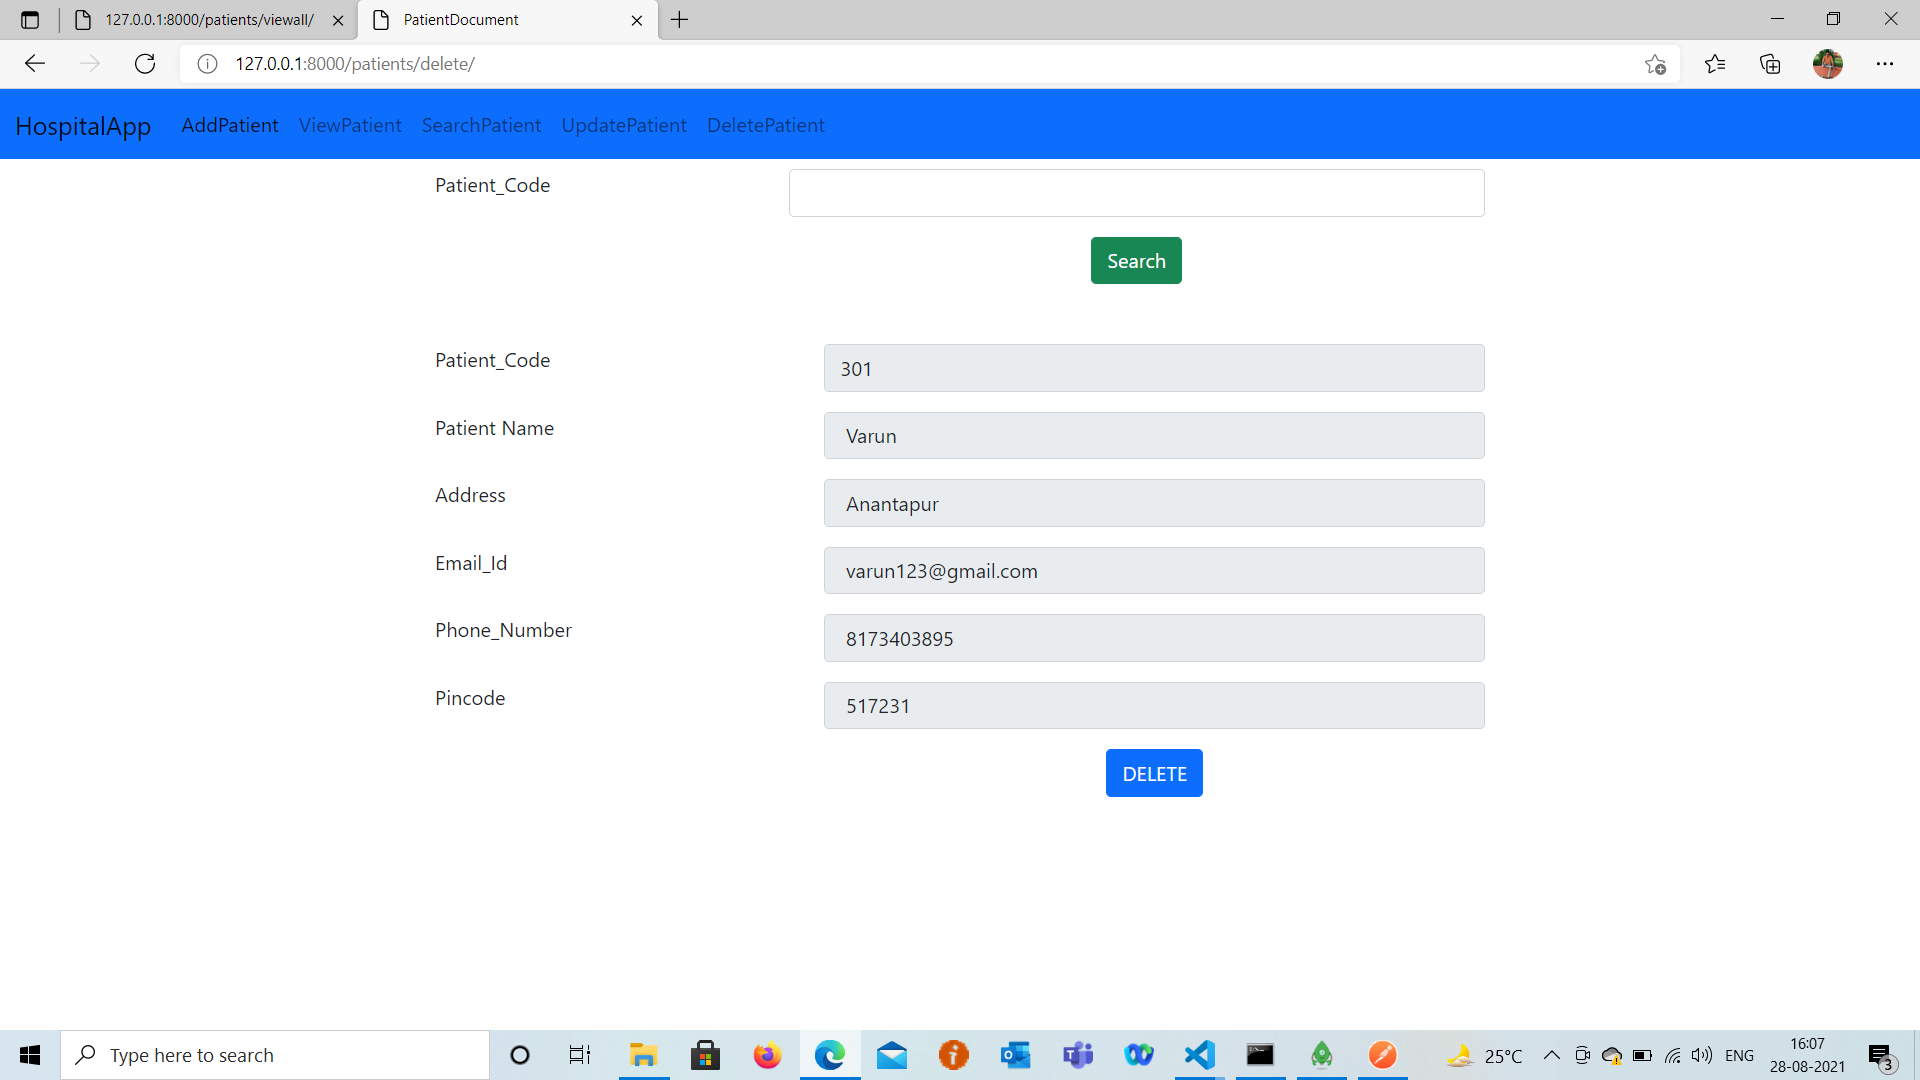 127.0.0.1:8000/patients/viewall/
PatientDocument
127.0.0.1:8000/patients/delete/
HospitalApp AddPatient ViewPatient SearchPatient UpdatePatient DeletePatient
Patient_Code
Search
Patient_Code 301
Patient Name Varun
Address Anantapur
Email_Id varun123@gmail.com
Phone_Number 8173403895
Pincode 517231
DELETE
Type here to search
25°C
ENG
16:07
28-08-2021
3